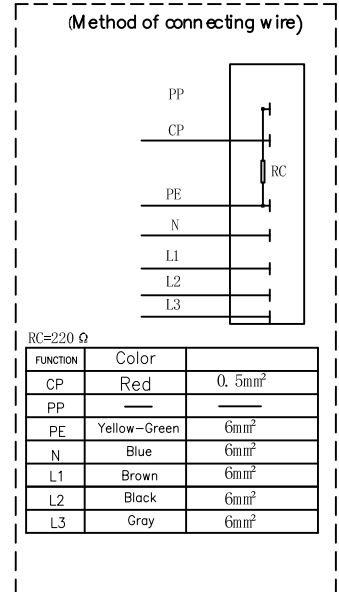 (Method of connecting wire)
PP
CP
RC
PE
N
L1
L2
L3
RC=220 Ω
FUNCTION Color
CP Red 0.5mm²
PP — —
PE Yellow-Green 6mm²
N Blue 6mm²
L1 Brown 6mm²
L2 Black 6mm²
L3 Gray 6mm²